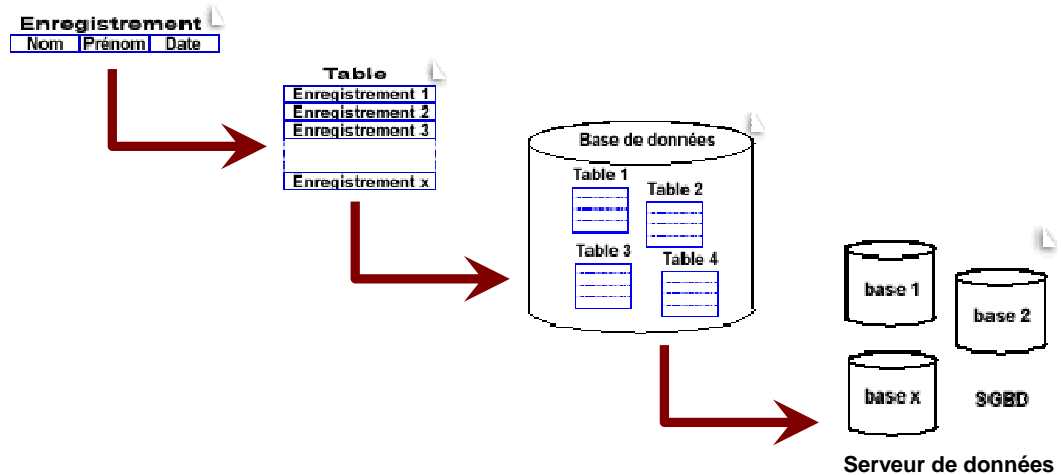 Enregistrement
Nom Prénom Date
Table
Enregistrement 1
Enregistrement 2
Enregistrement 3
Enregistrement x
Base de données
Table 1
Table 2
Table 3
Table 4
base 1
base 2
base x
SGBD
Serveur de données